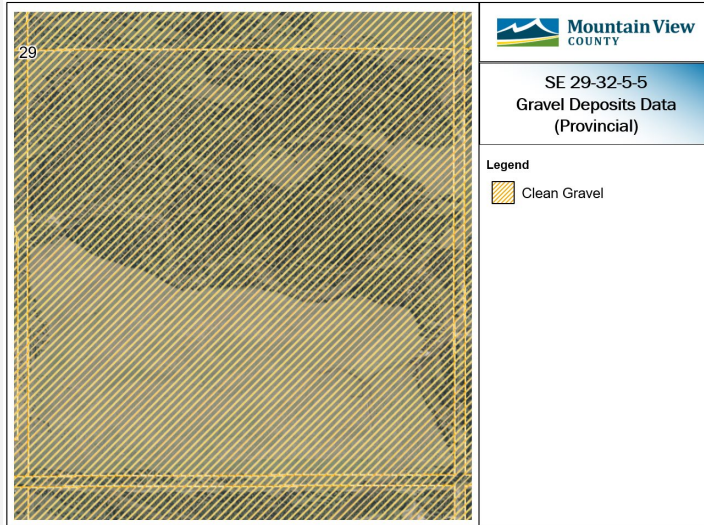 29
Mountain View
COUNTY
SE 29-32-5-5
Gravel Deposits Data
(Provincial)
Legend
Clean Gravel